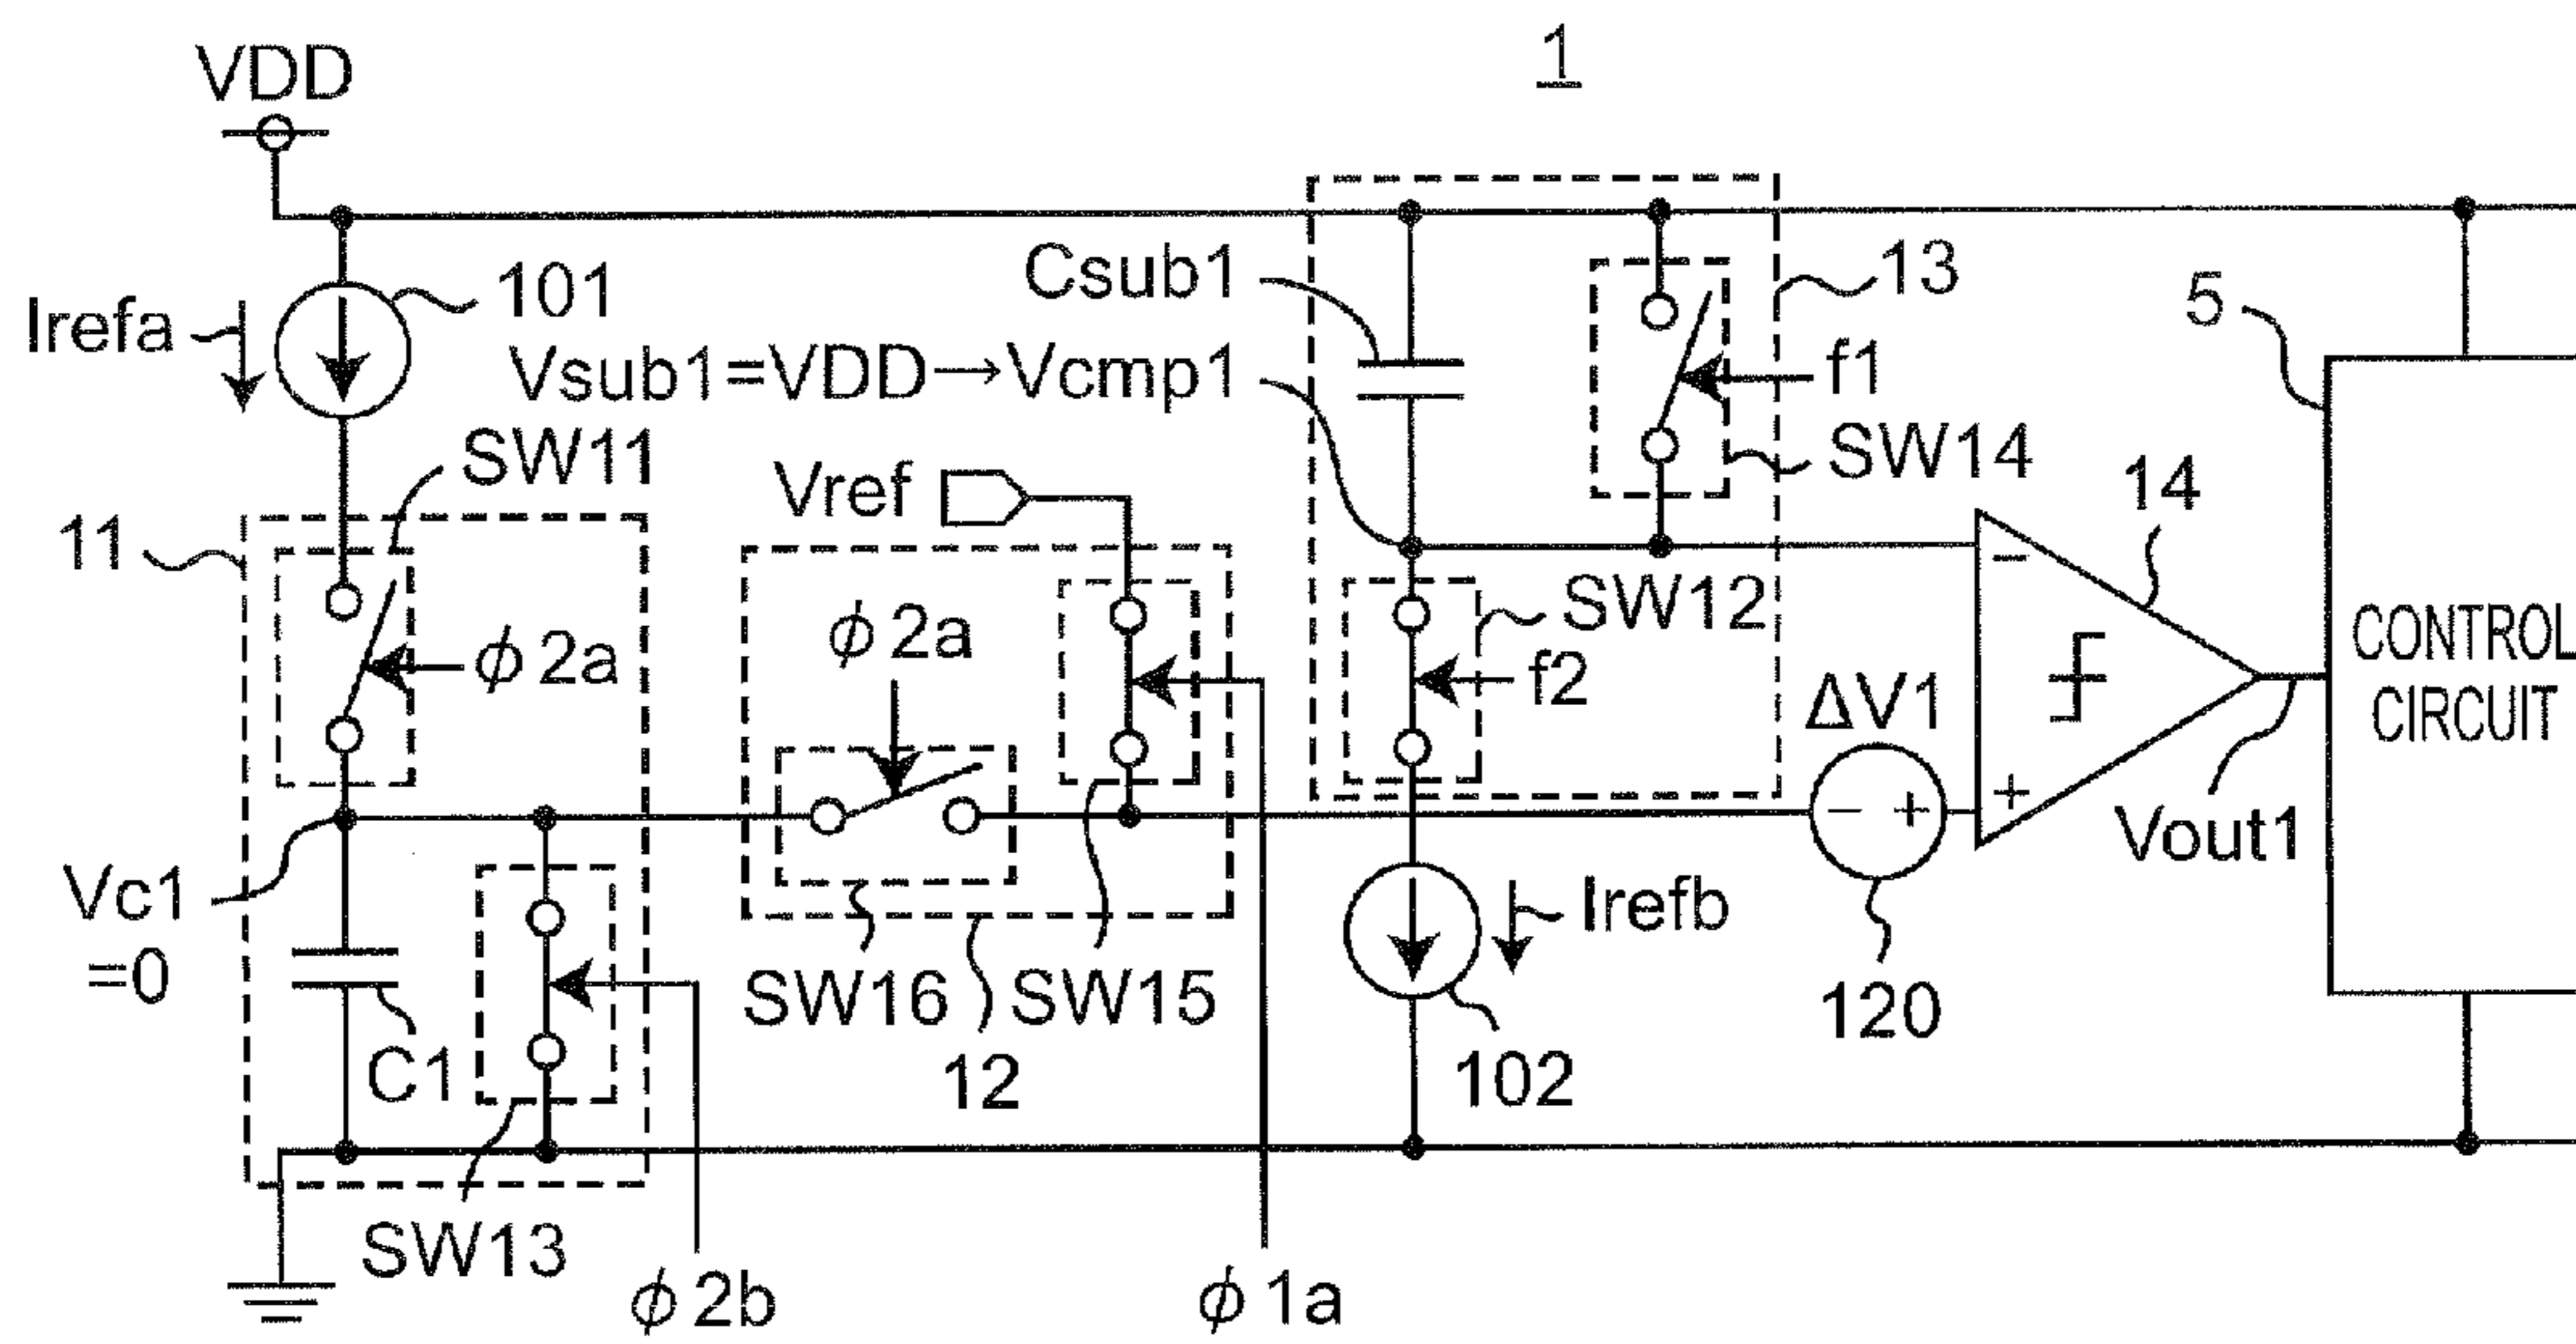 1
VDD
Irefa
101
Csub1
13
5
Vsub1=VDD→Vcmp1
f1
SW11
SW14
Vref
14
11
φ2a
φ2a
SW12
f2
CONTROL
CIRCUIT
ΔV1
−
+
− +
Vc1
=0
Irefb
Vout1
SW16
SW15
120
C1
12
102
SW13
φ2b
φ1a